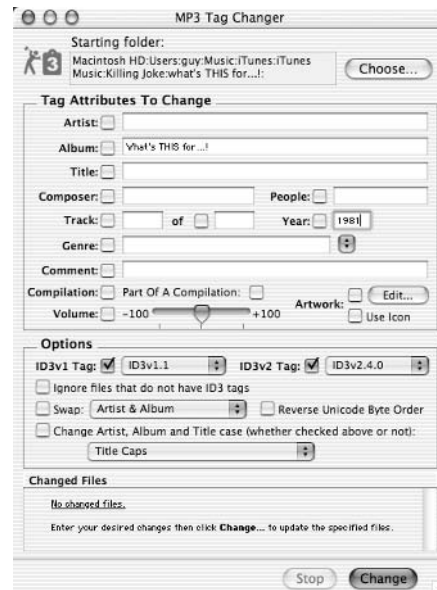 MP3 Tag Changer
Starting folder:
Macintosh HD:Users:guy:Music:iTunes:iTunes
Music:Killing Joke:what's THIS for...!:
Choose...
3
Tag Attributes To Change
Artist:
Album: What's THIS for...!
Title:
Composer: People:
Track: of Year: 1981
Genre:
Comment:
Compilation: Part Of A Compilation: Artwork: Edit...
Volume: -100 +100 Use Icon
Options
ID3v1 Tag: ID3v1.1 ID3v2 Tag: ID3v2.4.0
Ignore files that do not have ID3 tags
Swap: Artist & Album Reverse Unicode Byte Order
Change Artist, Album and Title case (whether checked above or not):
Title Caps
Changed Files
No changed files.
Enter your desired changes then click Change... to update the specified files.
Stop Change